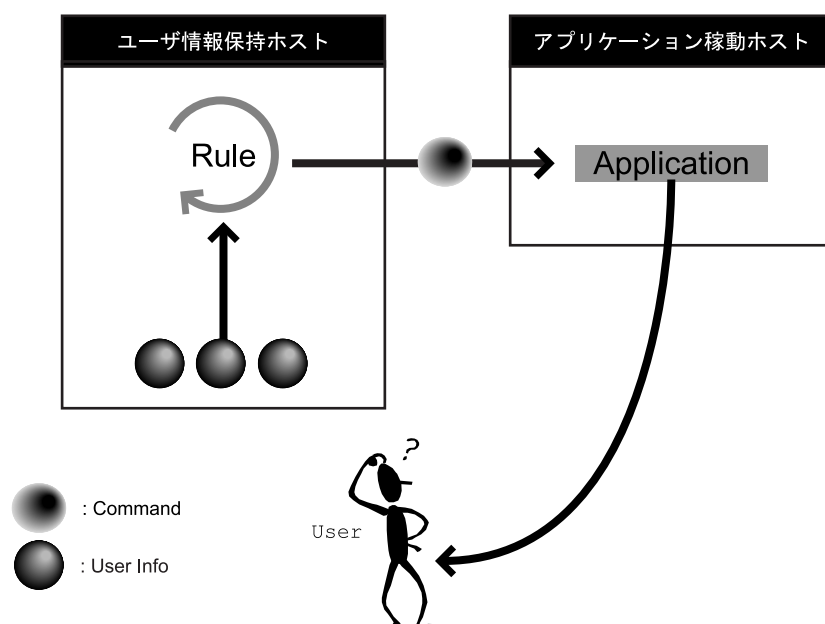 ユーザ情報保持ホスト
アプリケーション稼動ホスト
Rule
Application
?
User
: Command
: User Info